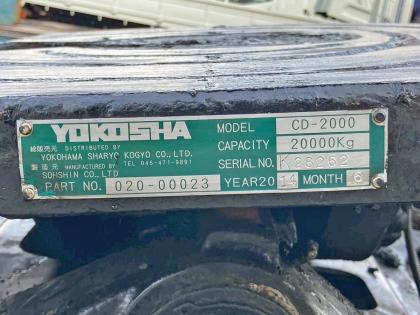 YOKOSHA
総販売元 DISTRIBUTED BY
YOKOHAMA SHARYO KOGYO CO., LTD.
TEL 045-471-9891
製造元 MANUFACTURED BY
SOHSHIN CO., LTD
PART NO. 020-00023
MODEL CD-2000
CAPACITY 20000Kg
SERIAL NO. K28262
YEAR20 14 MONTH 6